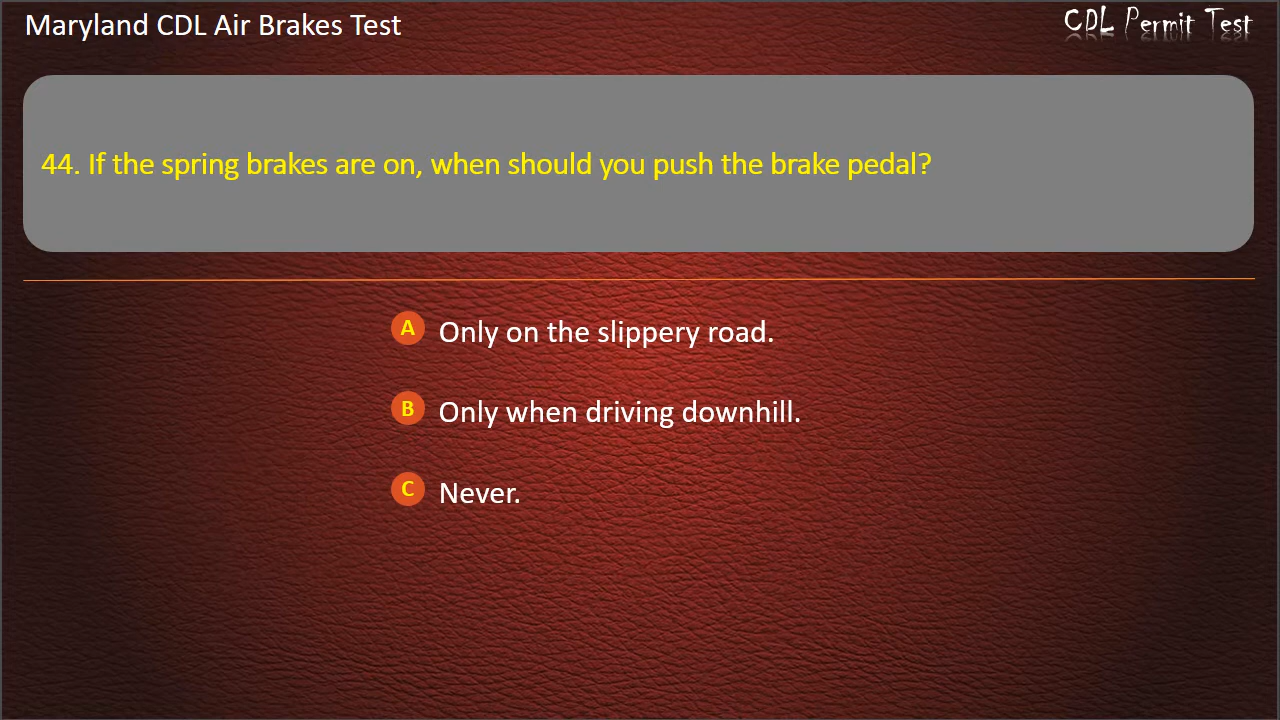 Maryland CDL Air Brakes Test
CDL Permit Test
44. If the spring brakes are on, when should you push the brake pedal?
A Only on the slippery road.
B Only when driving downhill.
C Never.